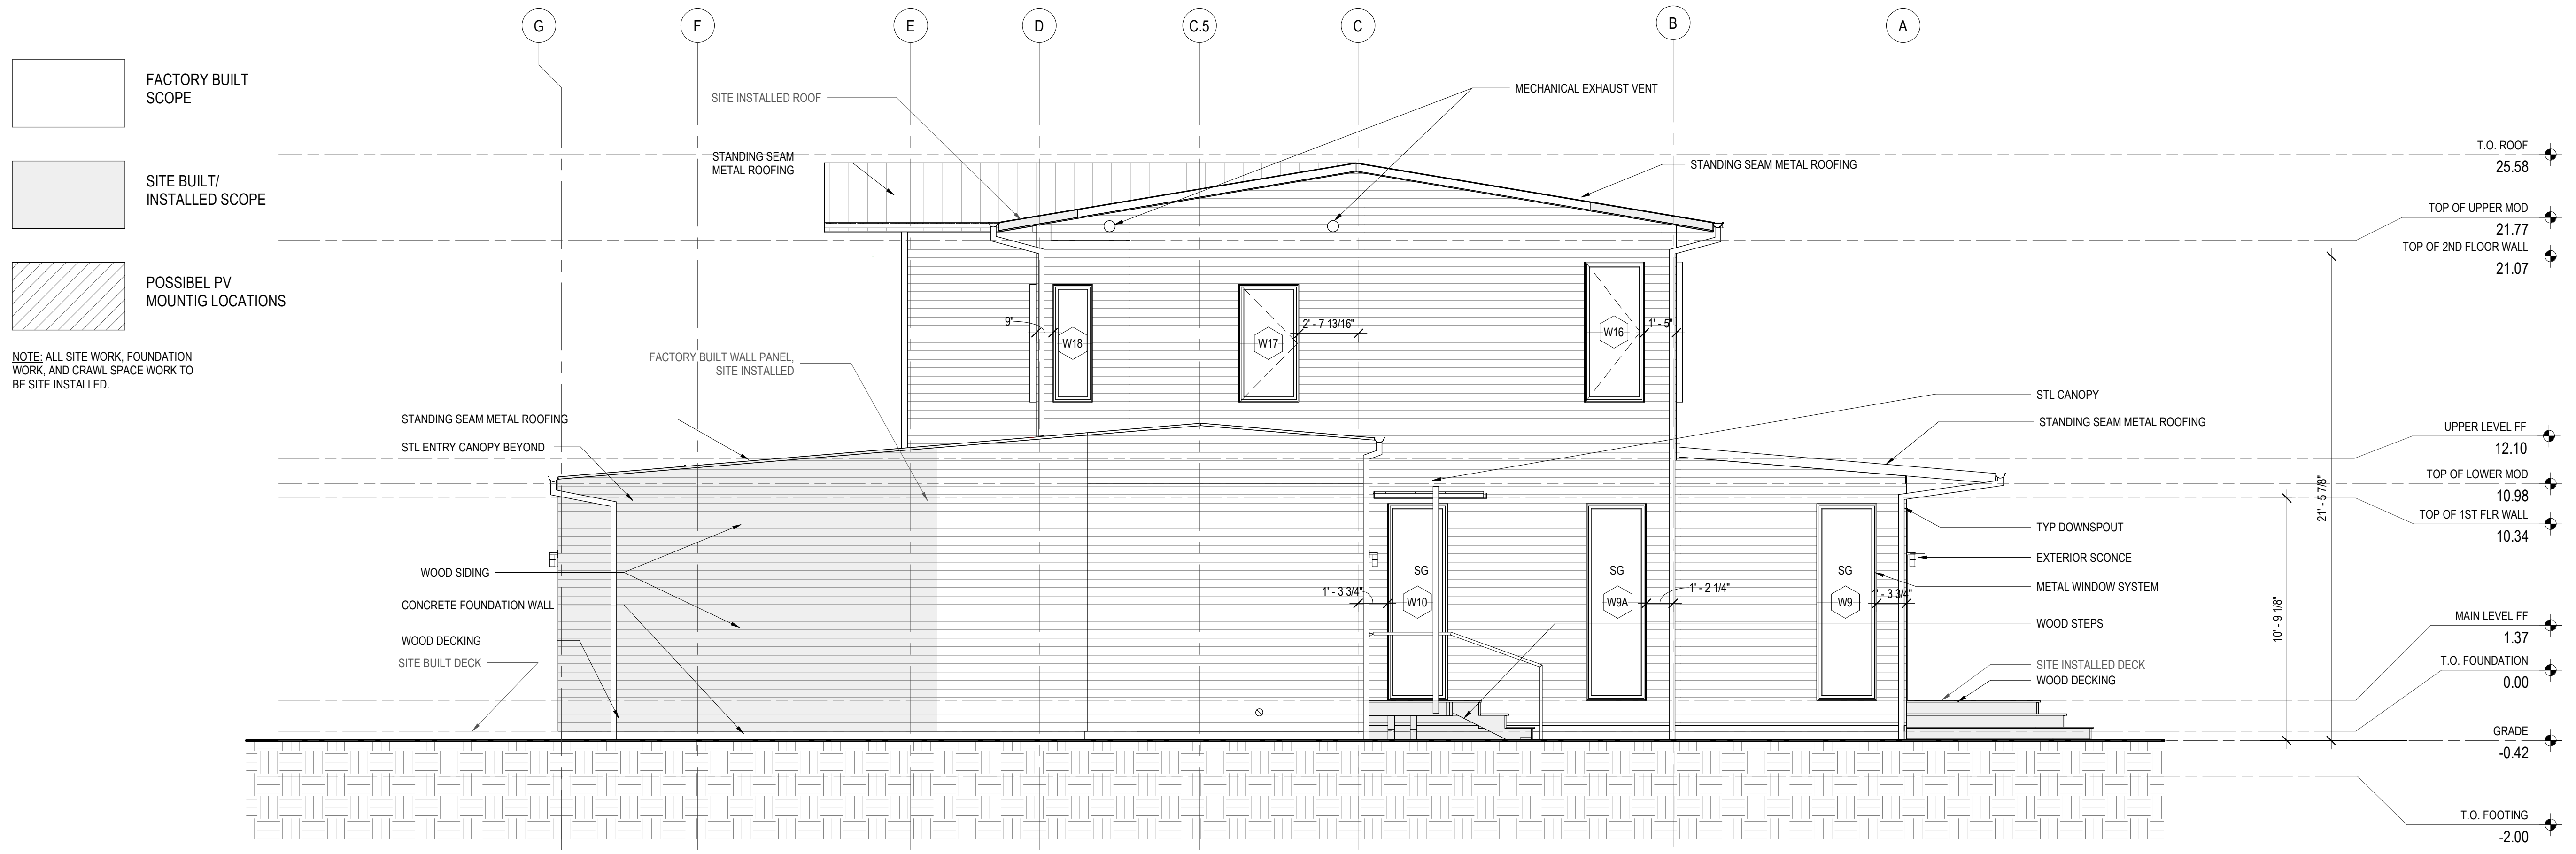 G
F
E
D
C.5
C
B
A
FACTORY BUILT
SCOPE
SITE BUILT/
INSTALLED SCOPE
POSSIBEL PV
MOUNTIG LOCATIONS
NOTE: ALL SITE WORK, FOUNDATION
WORK, AND CRAWL SPACE WORK TO
BE SITE INSTALLED.
SITE INSTALLED ROOF
MECHANICAL EXHAUST VENT
STANDING SEAM
METAL ROOFING
STANDING SEAM METAL ROOFING
9"
W18
W17
2' - 7 13/16"
W16
1' - 5"
FACTORY BUILT WALL PANEL,
SITE INSTALLED
STANDING SEAM METAL ROOFING
STL ENTRY CANOPY BEYOND
WOOD SIDING
CONCRETE FOUNDATION WALL
WOOD DECKING
SITE BUILT DECK
1' - 3 3/4"
SG
W10
SG
W9A
1' - 2 1/4"
SG
W9
1' - 3 3/4"
STL CANOPY
STANDING SEAM METAL ROOFING
TYP DOWNSPOUT
EXTERIOR SCONCE
METAL WINDOW SYSTEM
WOOD STEPS
SITE INSTALLED DECK
WOOD DECKING
10' - 9 1/8"
21' - 5 7/8"
T.O. ROOF
25.58
TOP OF UPPER MOD
21.77
TOP OF 2ND FLOOR WALL
21.07
UPPER LEVEL FF
12.10
TOP OF LOWER MOD
10.98
TOP OF 1ST FLR WALL
10.34
MAIN LEVEL FF
1.37
T.O. FOUNDATION
0.00
GRADE
-0.42
T.O. FOOTING
-2.00